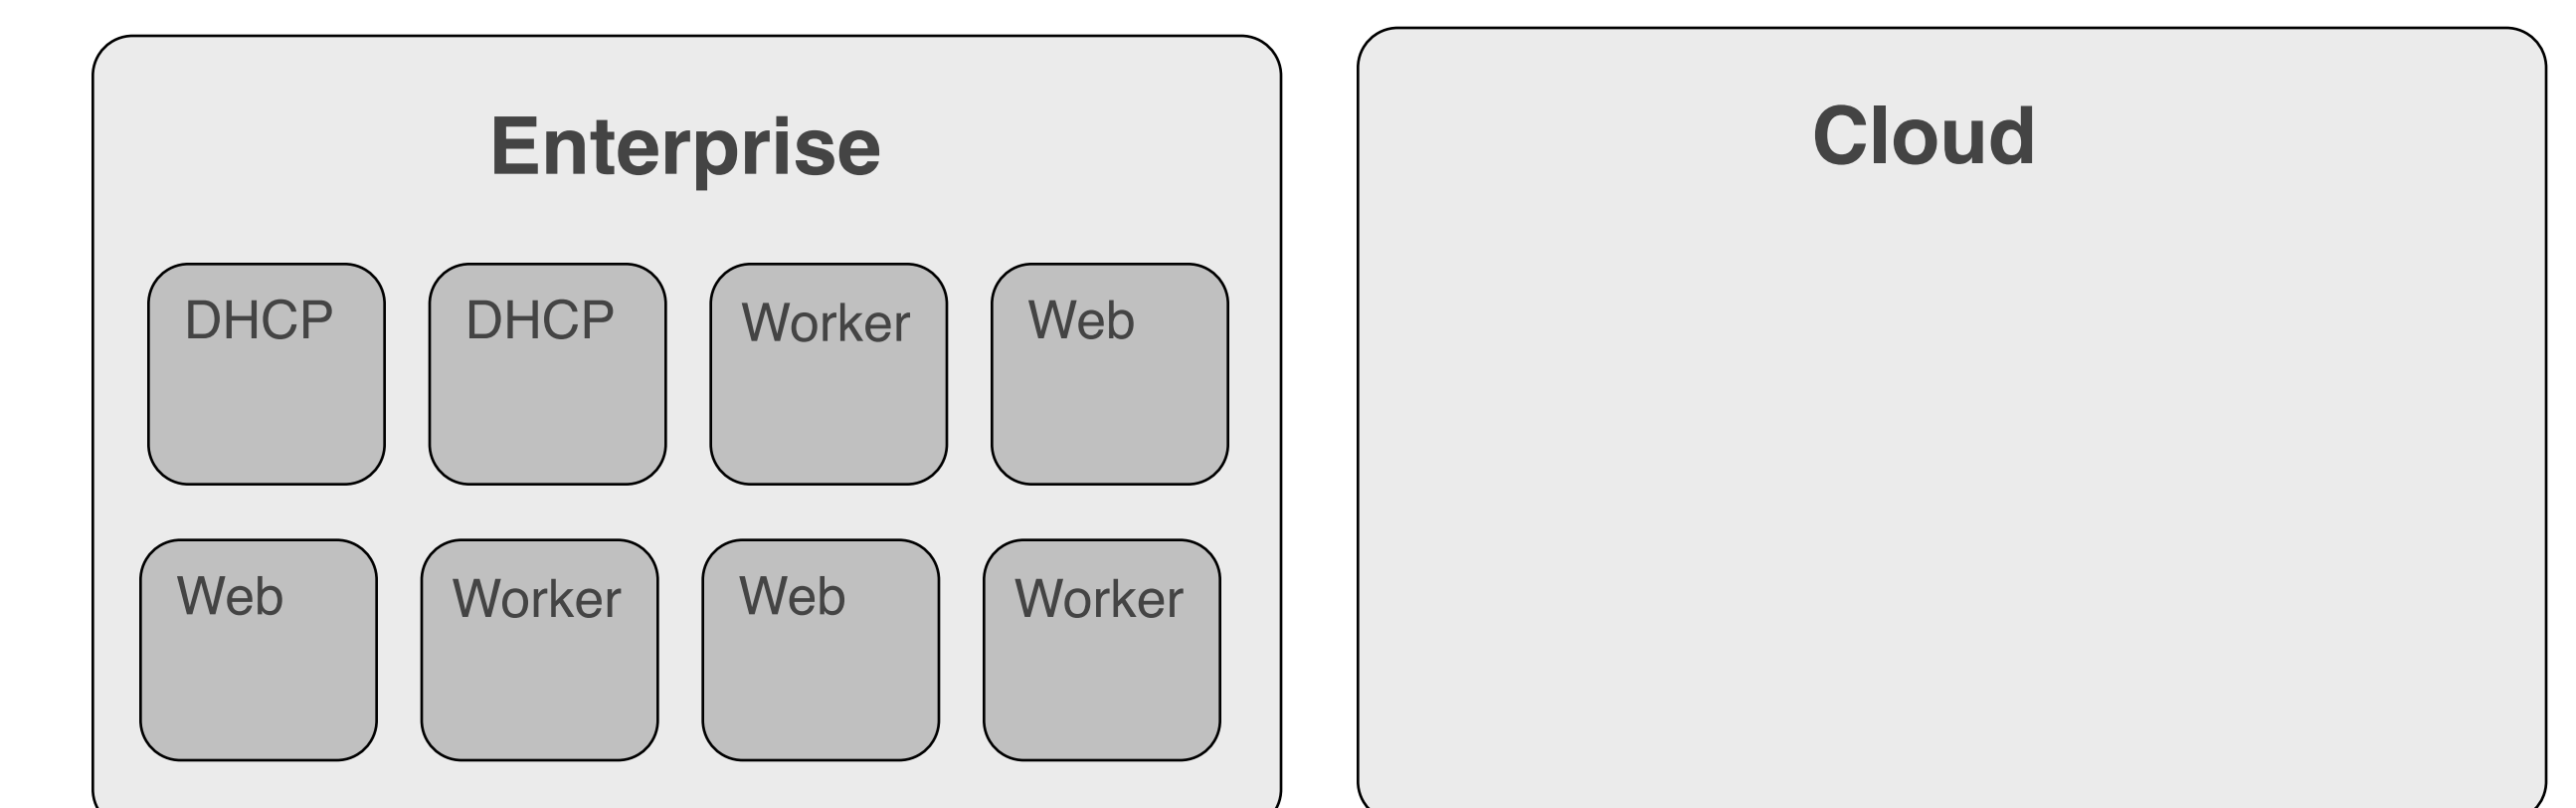 Enterprise
Cloud
DHCP
DHCP
Worker
Web
Web
Worker
Web
Worker